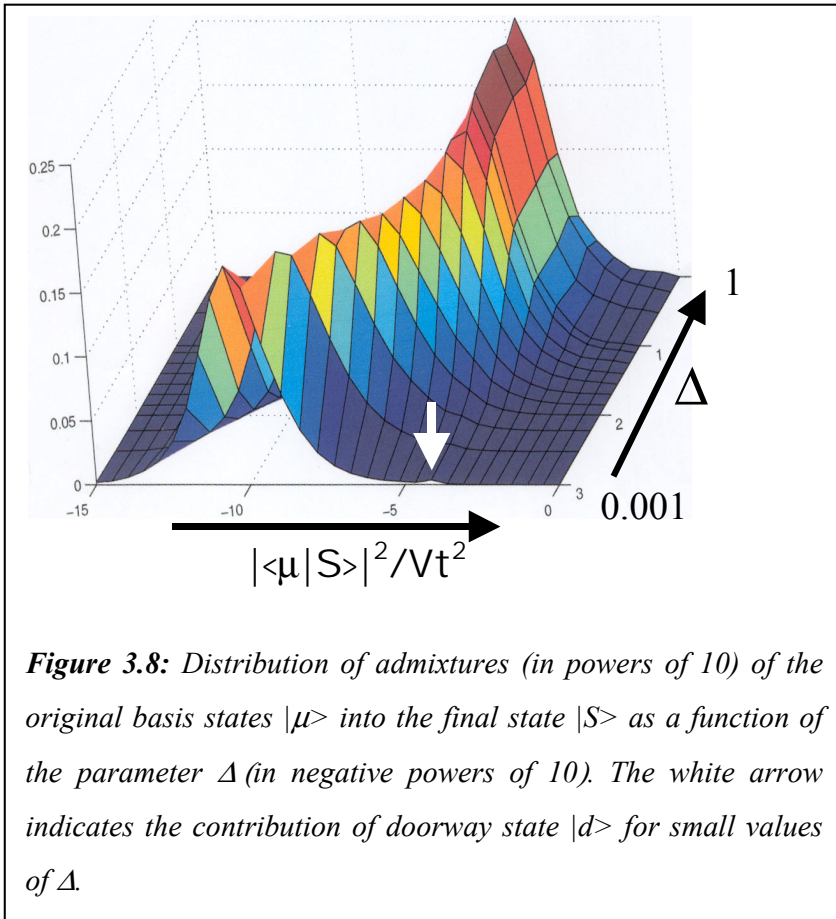 0.25
0.2
0.15
0.1
0.05
0
-15
-10
-5
0
1
2
3
1
Δ
0.001
|<μ|S>|²/Vt²
Figure 3.8: Distribution of admixtures (in powers of 10) of the
original basis states |μ> into the final state |S> as a function of
the parameter Δ (in negative powers of 10). The white arrow
indicates the contribution of doorway state |d> for small values
of Δ.